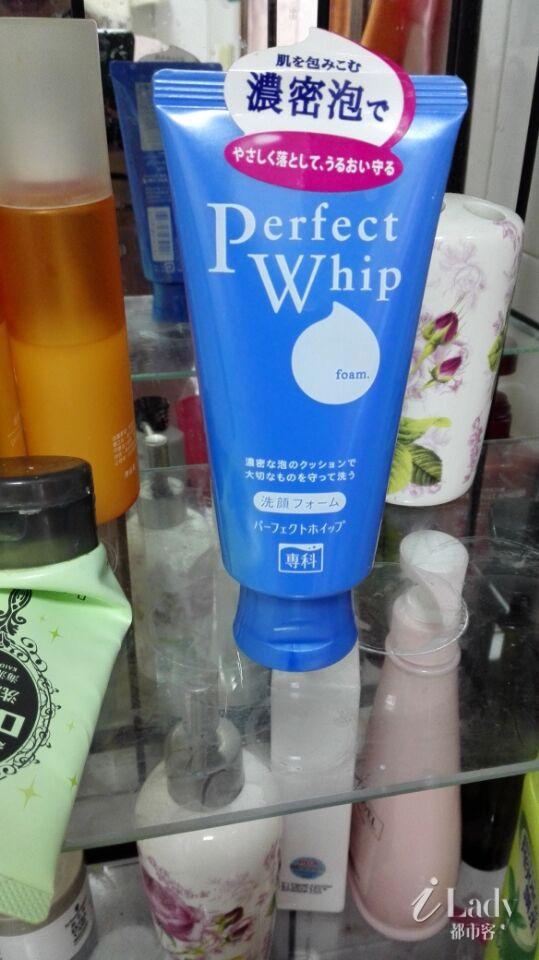 肌を包みこむ
濃密泡で
やさしく落として、うるおい守る
Perfect
Whip
foam.
濃密な泡のクッションで
大切なものを守って洗う
洗顔フォーム
パーフェクトホイップ
専科
洗
iLady
都市客